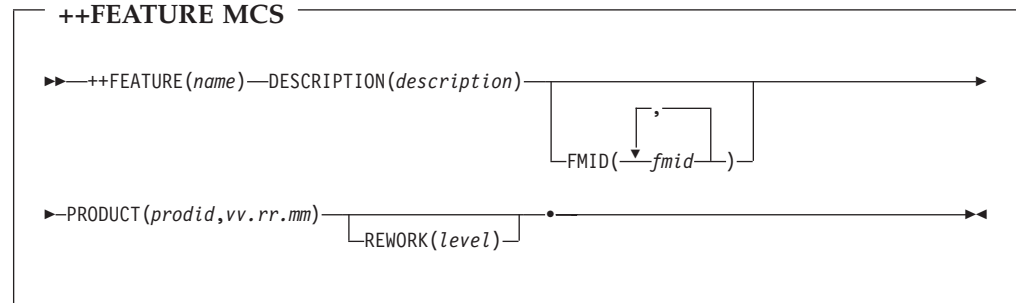 ++FEATURE MCS
++FEATURE(name) DESCRIPTION(description)
,
FMID( fmid )
PRODUCT(prodid,vv.rr.mm) .
REWORK(level)